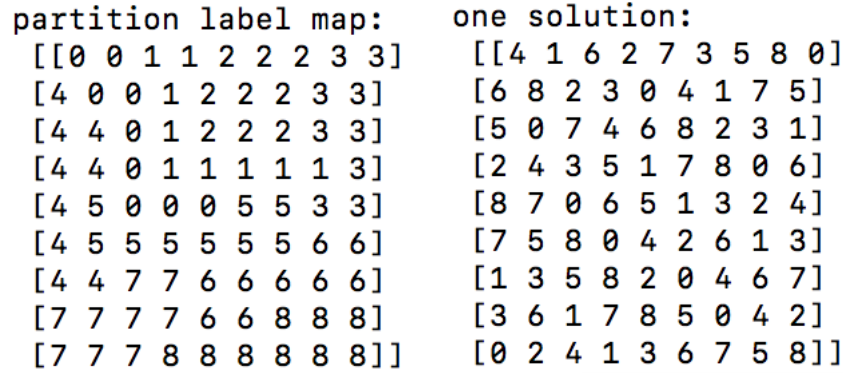 partition label map:
[[0 0 1 1 2 2 2 3 3]
[4 0 0 1 2 2 2 3 3]
[4 4 0 1 2 2 2 3 3]
[4 4 0 1 1 1 1 1 3]
[4 5 0 0 0 5 5 3 3]
[4 5 5 5 5 5 5 6 6]
[4 4 7 7 6 6 6 6 6]
[7 7 7 7 6 6 8 8 8]
[7 7 7 8 8 8 8 8 8]]
one solution:
[[4 1 6 2 7 3 5 8 0]
[6 8 2 3 0 4 1 7 5]
[5 0 7 4 6 8 2 3 1]
[2 4 3 5 1 7 8 0 6]
[8 7 0 6 5 1 3 2 4]
[7 5 8 0 4 2 6 1 3]
[1 3 5 8 2 0 4 6 7]
[3 6 1 7 8 5 0 4 2]
[0 2 4 1 3 6 7 5 8]]